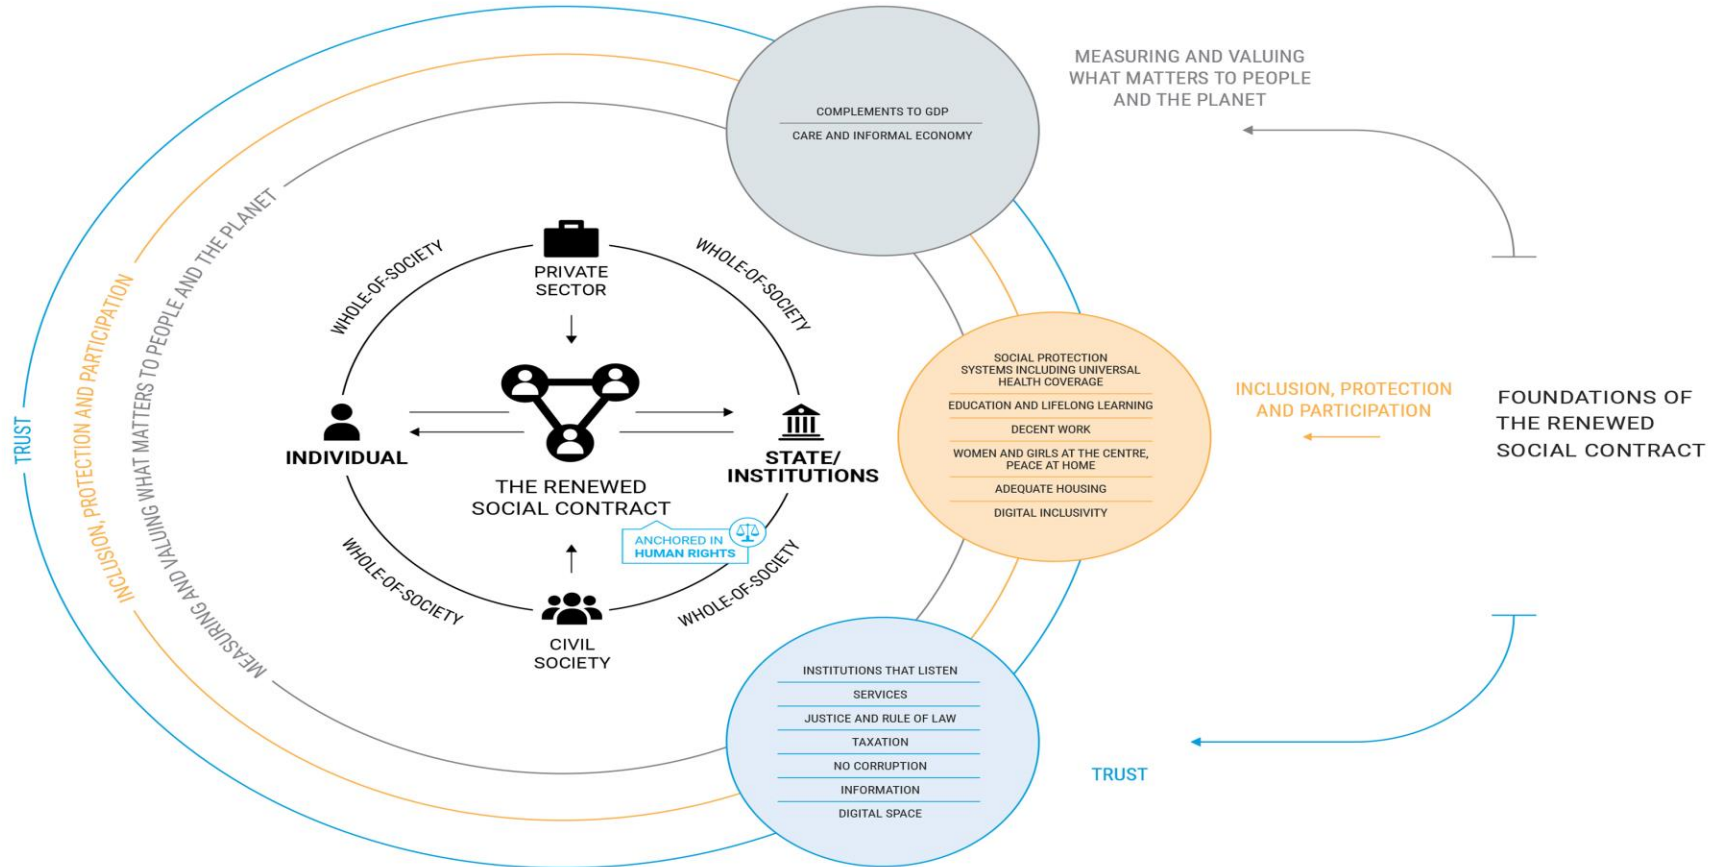 COMPLEMENTS TO GDP
CARE AND INFORMAL ECONOMY
MEASURING AND VALUING
WHAT MATTERS TO PEOPLE
AND THE PLANET
TRUST
INCLUSION, PROTECTION AND PARTICIPATION
MEASURING AND VALUING WHAT MATTERS TO PEOPLE AND THE PLANET
WHOLE-OF-SOCIETY
WHOLE-OF-SOCIETY
PRIVATE
SECTOR
INDIVIDUAL
STATE/
INSTITUTIONS
THE RENEWED
SOCIAL CONTRACT
ANCHORED IN
HUMAN RIGHTS
WHOLE-OF-SOCIETY
WHOLE-OF-SOCIETY
CIVIL
SOCIETY
SOCIAL PROTECTION
SYSTEMS INCLUDING UNIVERSAL
HEALTH COVERAGE
EDUCATION AND LIFELONG LEARNING
DECENT WORK
WOMEN AND GIRLS AT THE CENTRE,
PEACE AT HOME
ADEQUATE HOUSING
DIGITAL INCLUSIVITY
INCLUSION, PROTECTION
AND PARTICIPATION
FOUNDATIONS OF
THE RENEWED
SOCIAL CONTRACT
INSTITUTIONS THAT LISTEN
SERVICES
JUSTICE AND RULE OF LAW
TAXATION
NO CORRUPTION
INFORMATION
DIGITAL SPACE
TRUST